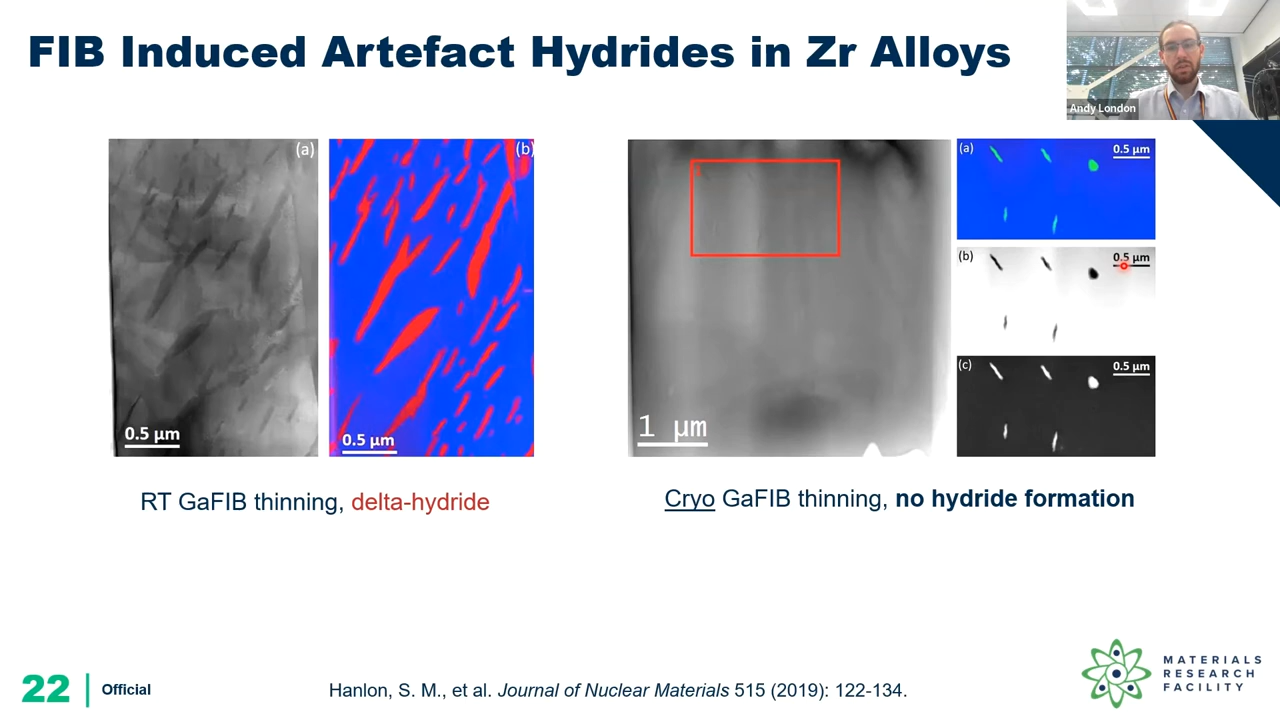 FIB Induced Artefact Hydrides in Zr Alloys
Andy London
(a)
0.5 µm
(b)
0.5 µm
1 µm
(a)
0.5 µm
(b)
0.5 µm
(c)
0.5 µm
RT GaFIB thinning, delta-hydride
Cryo GaFIB thinning, no hydride formation
22
Official
Hanlon, S. M., et al. Journal of Nuclear Materials 515 (2019): 122-134.
MATERIALS
RESEARCH
FACILITY